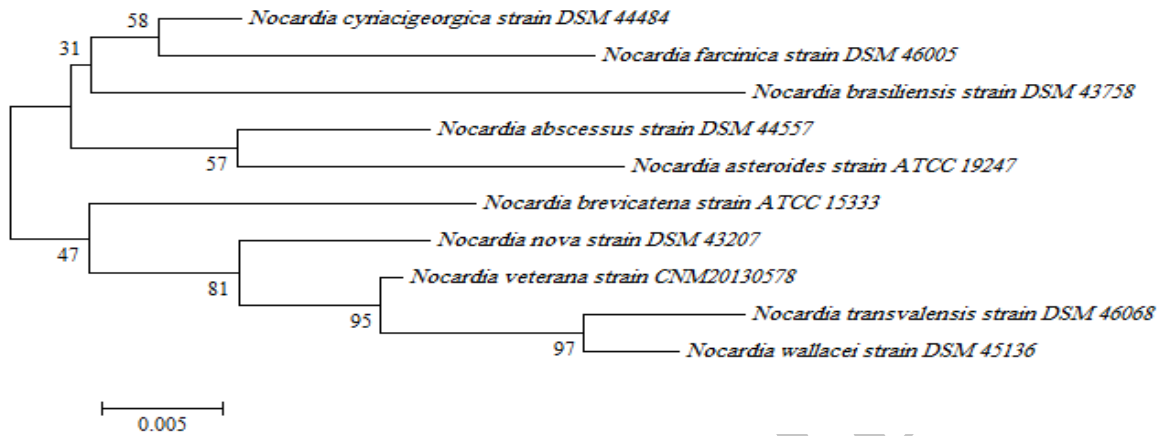 58
Nocardia cyriacigeorgica strain DSM 44484
31
Nocardia farcinica strain DSM 46005
Nocardia brasiliensis strain DSM 43758
Nocardia abscessus strain DSM 44557
57
Nocardia asteroides strain ATCC 19247
Nocardia brevicatena strain ATCC 15333
47
Nocardia nova strain DSM 43207
81
Nocardia veterana strain CNM20130578
95
Nocardia transvalensis strain DSM 46068
97
Nocardia wallacei strain DSM 45136
0.005